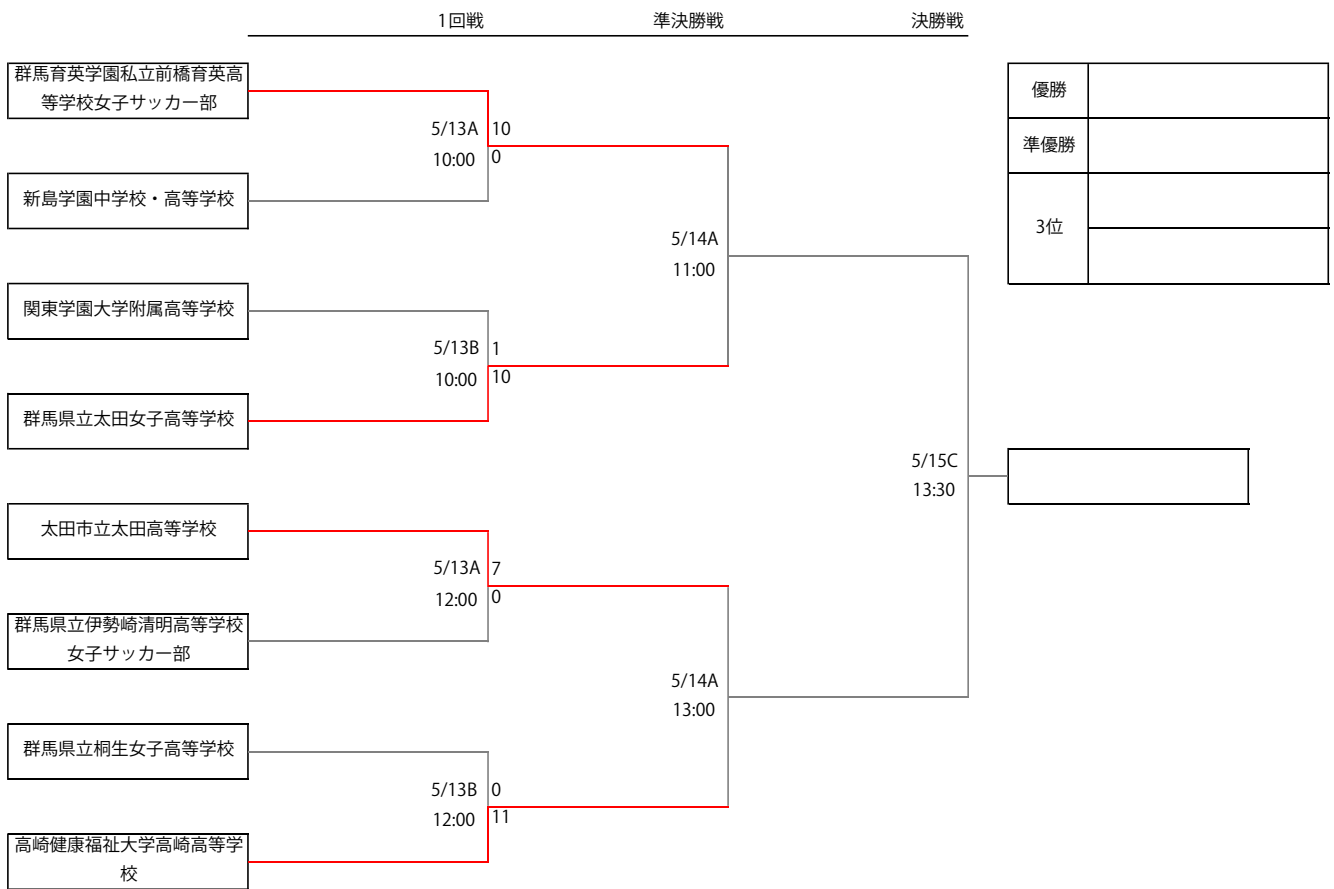 1回戦
準決勝戦
決勝戦
群馬育英学園私立前橋育英高
等学校女子サッカー部
優勝
5/13A
10
準優勝
10:00
0
新島学園中学校・高等学校
3位
5/14A
11:00
関東学園大学附属高等学校
5/13B
1
10:00
10
群馬県立太田女子高等学校
5/15C
13:30
太田市立太田高等学校
5/13A
7
12:00
0
群馬県立伊勢崎清明高等学校
女子サッカー部
5/14A
13:00
群馬県立桐生女子高等学校
5/13B
0
12:00
11
高崎健康福祉大学高崎高等学
校